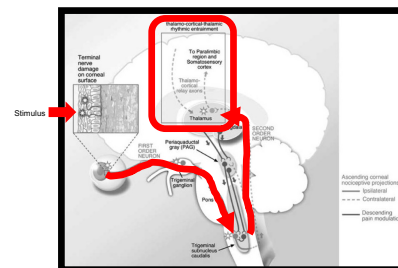 thalamo-cortical-thalamic
rhythmic entrainment
Terminal
nerve
damage
on corneal
surface
To Paralimbic
region and
Somatosensory
cortex
Thalamo-
cortical
relay axons
Stimulus
Thalamus
SECOND
ORDER
NEURON
FIRST
ORDER
NEURON
Periaquaductal
gray (PAG)
Trigeminal
ganglion
Pons
Ascending corneal
nociceptive projections
Ipsilateral
Contralateral
Descending
pain modulatio
Trigeminal
subnucleus
caudalis